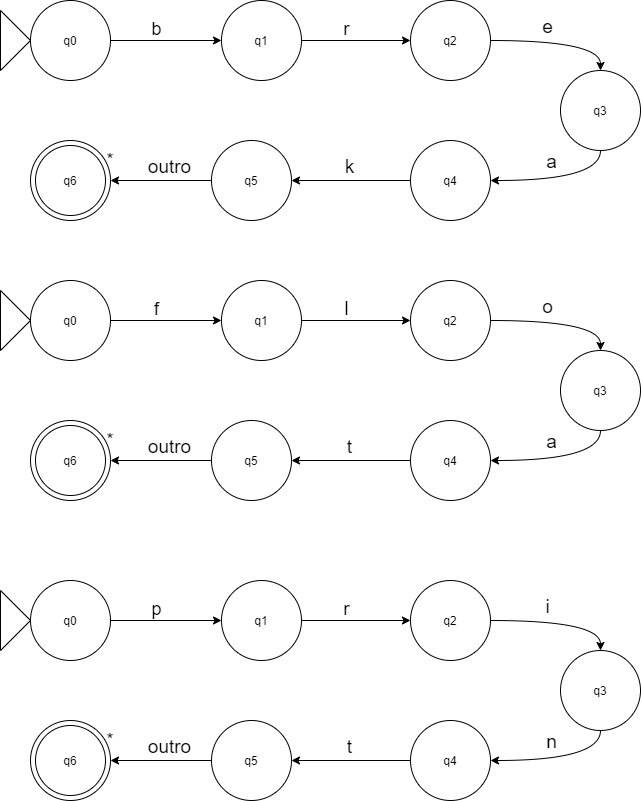 q0 b q1 r q2 e
q3
* q6 outro q5 k q4 a
q0 f q1 l q2 o
q3
* q6 outro q5 t q4 a
q0 p q1 r q2 i
q3
* q6 outro q5 t q4 n